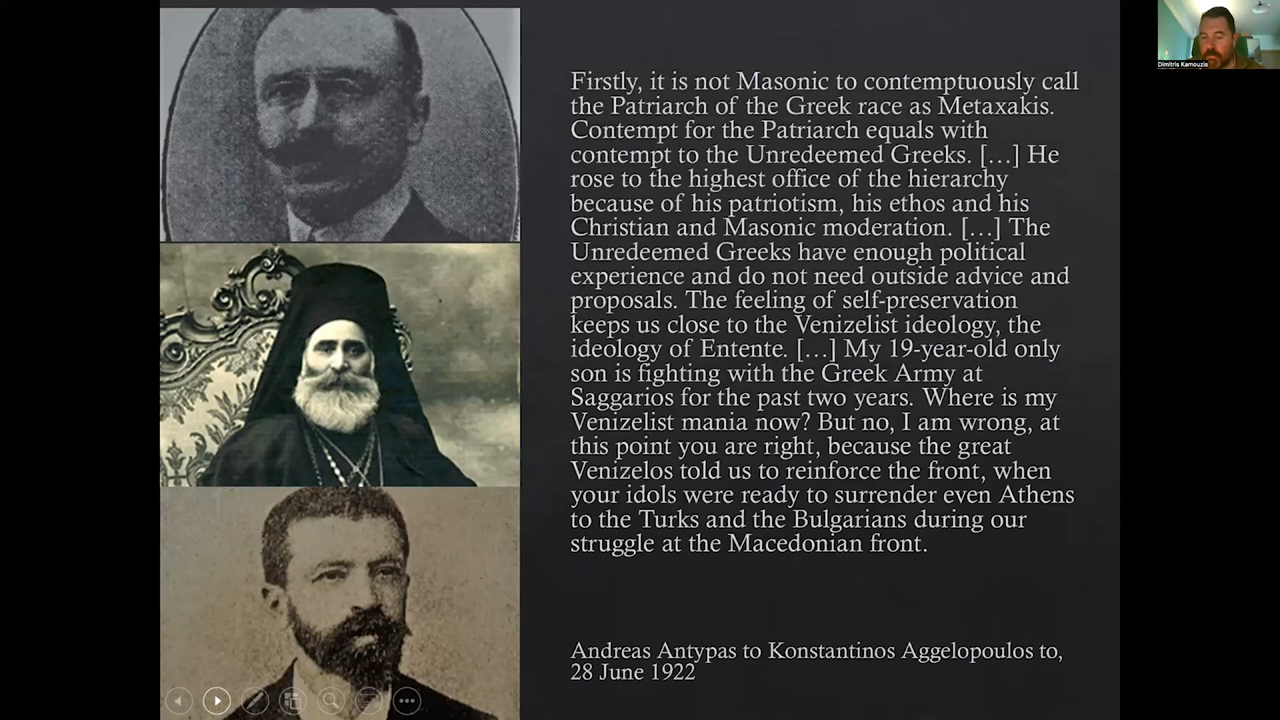 Firstly, it is not Masonic to contemptuously call
the Patriarch of the Greek race as Metaxakis.
Contempt for the Patriarch equals with
contempt to the Unredeemed Greeks. […] He
rose to the highest office of the hierarchy
because of his patriotism, his ethos and his
Christian and Masonic moderation. […] The
Unredeemed Greeks have enough political
experience and do not need outside advice and
proposals. The feeling of self-preservation
keeps us close to the Venizelist ideology, the
ideology of Entente. […] My 19-year-old only
son is fighting with the Greek Army at
Saggarios for the past two years. Where is my
Venizelist mania now? But no, I am wrong, at
this point you are right, because the great
Venizelos told us to reinforce the front, when
your idols were ready to surrender even Athens
to the Turks and the Bulgarians during our
struggle at the Macedonian front.
Andreas Antypas to Konstantinos Aggelopoulos to,
28 June 1922
Dimitris Kamouzis